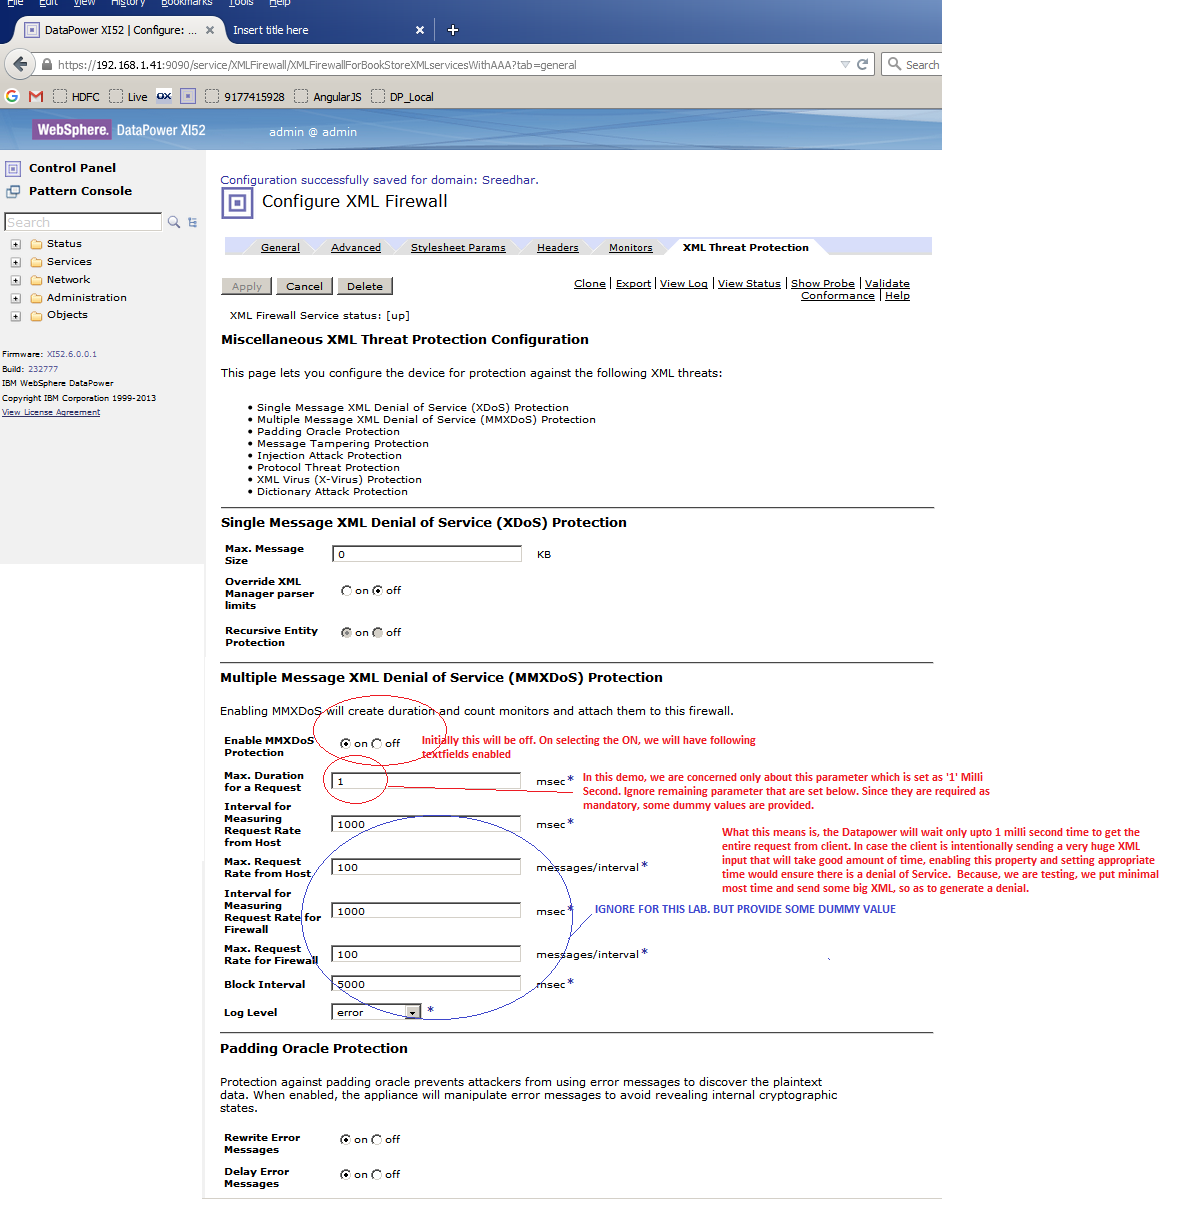 File Edit View History Bookmarks Tools Help
DataPower XI52 | Configure: ... ×
Insert title here × +
https://192.168.1.41:9090/service/XMLFirewall/XMLFirewallForBookStoreXMLservicesWithAAA?tab=general
Search
HDFC Live OX 9177415928 AngularJS DP_Local
WebSphere. DataPower XI52 admin @ admin
Control Panel
Pattern Console
Search
Status
Services
Network
Administration
Objects
Firmware: XI52.6.0.0.1
Build: 232777
IBM WebSphere DataPower
Copyright IBM Corporation 1999-2013
View License Agreement
Configuration successfully saved for domain: Sreedhar.
Configure XML Firewall
General Advanced Stylesheet Params Headers Monitors XML Threat Protection
Apply Cancel Delete
Clone | Export | View Log | View Status | Show Probe | Validate
Conformance | Help
XML Firewall Service status: [up]
Miscellaneous XML Threat Protection Configuration
This page lets you configure the device for protection against the following XML threats:
• Single Message XML Denial of Service (XDoS) Protection
• Multiple Message XML Denial of Service (MMXDoS) Protection
• Padding Oracle Protection
• Message Tampering Protection
• Injection Attack Protection
• Protocol Threat Protection
• XML Virus (X-Virus) Protection
• Dictionary Attack Protection
Single Message XML Denial of Service (XDoS) Protection
Max. Message
Size
0 KB
Override XML
Manager parser
limits
on off
Recursive Entity
Protection
on off
Multiple Message XML Denial of Service (MMXDoS) Protection
Enabling MMXDoS will create duration and count monitors and attach them to this firewall.
Enable MMXDoS
Protection
on off
Initially this will be off. On selecting the ON, we will have following
textfields enabled
Max. Duration
for a Request
1 msec *
In this demo, we are concerned only about this parameter which is set as '1' Milli
Second. Ignore remaining parameter that are set below. Since they are required as
mandatory, some dummy values are provided.
Interval for
Measuring
Request Rate
from Host
1000 msec *
What this means is, the Datapower will wait only upto 1 milli second time to get the
entire request from client. In case the client is intentionally sending a very huge XML
input that will take good amount of time, enabling this property and setting appropriate
time would ensure there is a denial of Service. Because, we are testing, we put minimal
most time and send some big XML, so as to generate a denial.
Max. Request
Rate from Host
100 messages/interval *
Interval for
Measuring
Request Rate for
Firewall
1000 msec *
IGNORE FOR THIS LAB. BUT PROVIDE SOME DUMMY VALUE
Max. Request
Rate for Firewall
100 messages/interval *
Block Interval
5000 msec *
Log Level
error *
Padding Oracle Protection
Protection against padding oracle prevents attackers from using error messages to discover the plaintext
data. When enabled, the appliance will manipulate error messages to avoid revealing internal cryptographic
states.
Rewrite Error
Messages
on off
Delay Error
Messages
on off